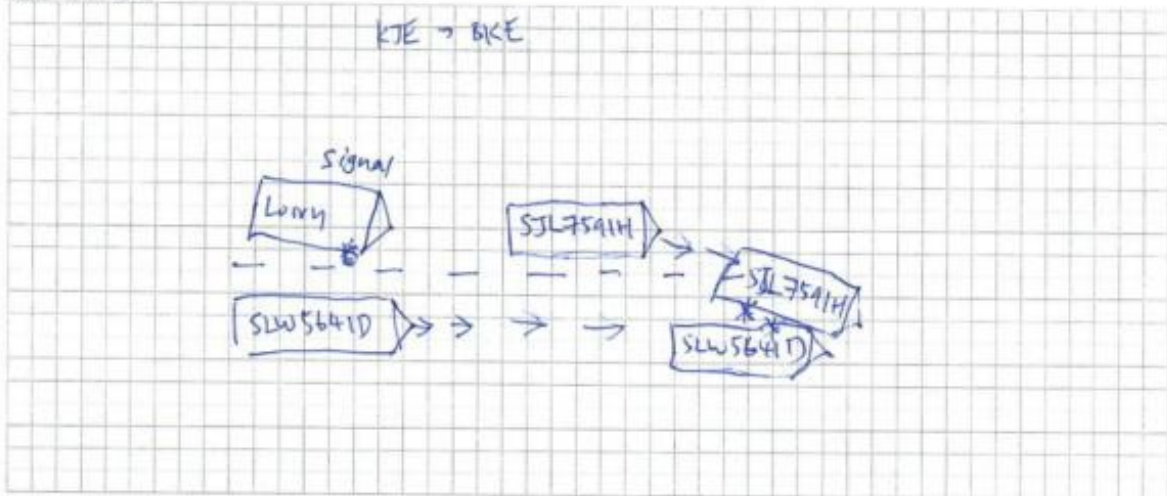 KJE → BKE
Signal
Lorry
SJL7591H
SJL7591H
SLW5641D
SLW5641D